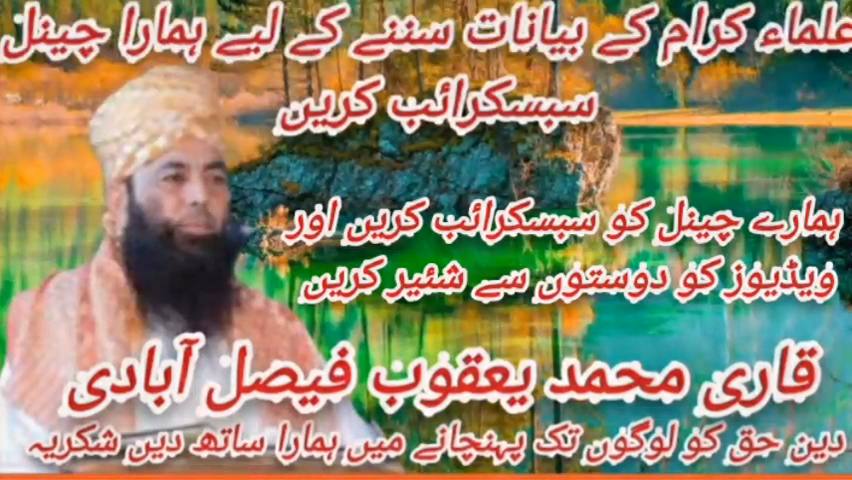 علماء کرام کے بیانات سننے کے لیے ہمارا چینل
سبسکرائب کریں
ہمارے چینل کو سبسکرائب کریں اور
ویڈیوز کو دوستوں سے شئیر کریں
قاری محمد یعقوب فیصل آبادی
دین حق کو لوگوں تک پہنچانے میں ہمارا ساتھ دیں شکریہ